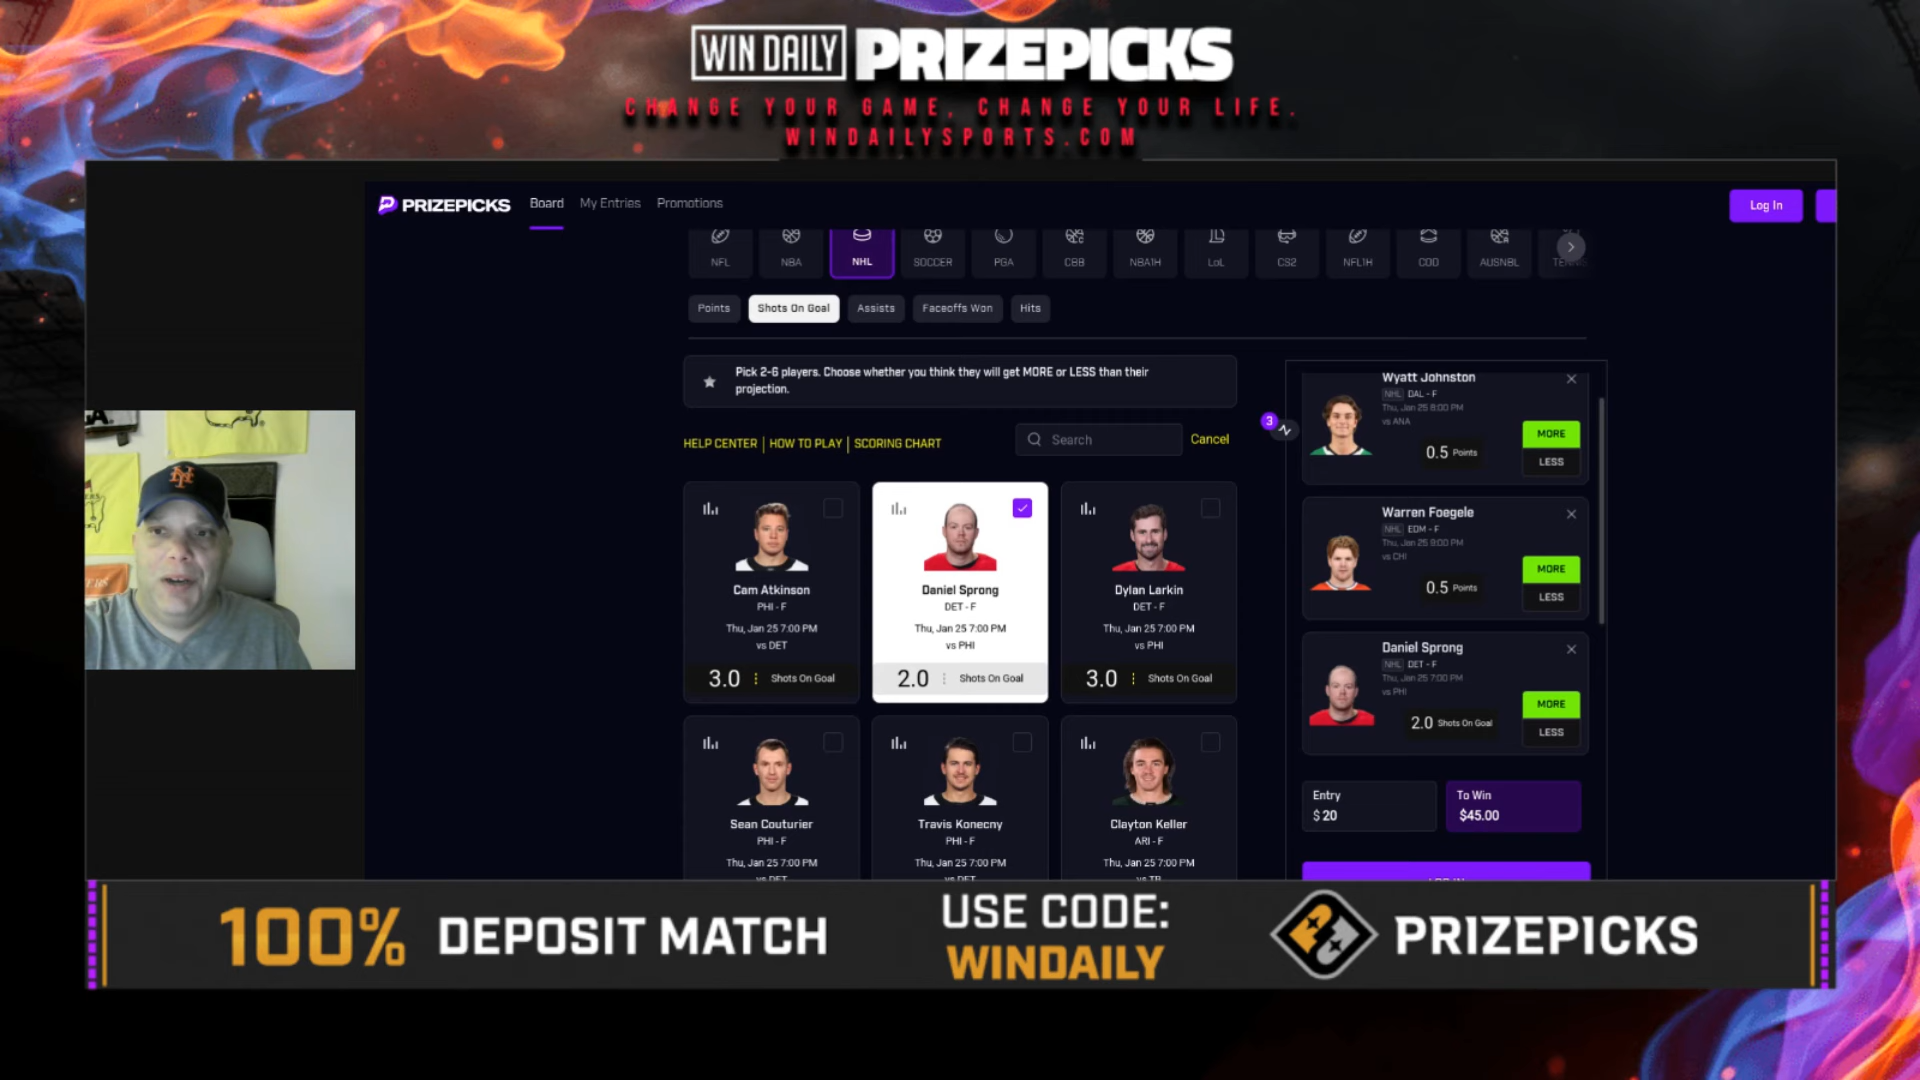 WIN DAILY PRIZEPICKS
CHANGE YOUR GAME, CHANGE YOUR LIFE.
WINDAILYSPORTS.COM
PRIZEPICKS Board My Entries Promotions Log In
NFL NBA NHL SOCCER PGA CBB NBA1H LoL CS2 NFL1H COD AUSNBL TENNIS
Points Shots On Goal Assists Faceoffs Won Hits
Pick 2-6 players. Choose whether you think they will get MORE or LESS than their
projection.
HELP CENTER | HOW TO PLAY | SCORING CHART Search Cancel
Cam Atkinson
PHI - F
Thu, Jan 25 7:00 PM
vs DET
3.0 Shots On Goal
Daniel Sprong
DET - F
Thu, Jan 25 7:00 PM
vs PHI
2.0 Shots On Goal
Dylan Larkin
DET - F
Thu, Jan 25 7:00 PM
vs PHI
3.0 Shots On Goal
Sean Couturier
PHI - F
Thu, Jan 25 7:00 PM
vs DET
Travis Konecny
PHI - F
Thu, Jan 25 7:00 PM
vs DET
Clayton Keller
ARI - F
Thu, Jan 25 7:00 PM
vs TB
3
Wyatt Johnston
NHL DAL - F
Thu, Jan 25 8:00 PM
vs ANA
0.5 Points
MORE
LESS
Warren Foegele
NHL EDM - F
Thu, Jan 25 9:00 PM
vs CHI
0.5 Points
MORE
LESS
Daniel Sprong
NHL DET - F
Thu, Jan 25 7:00 PM
vs PHI
2.0 Shots On Goal
MORE
LESS
Entry
$ 20
To Win
$45.00
100% DEPOSIT MATCH
USE CODE:
WINDAILY
PRIZEPICKS